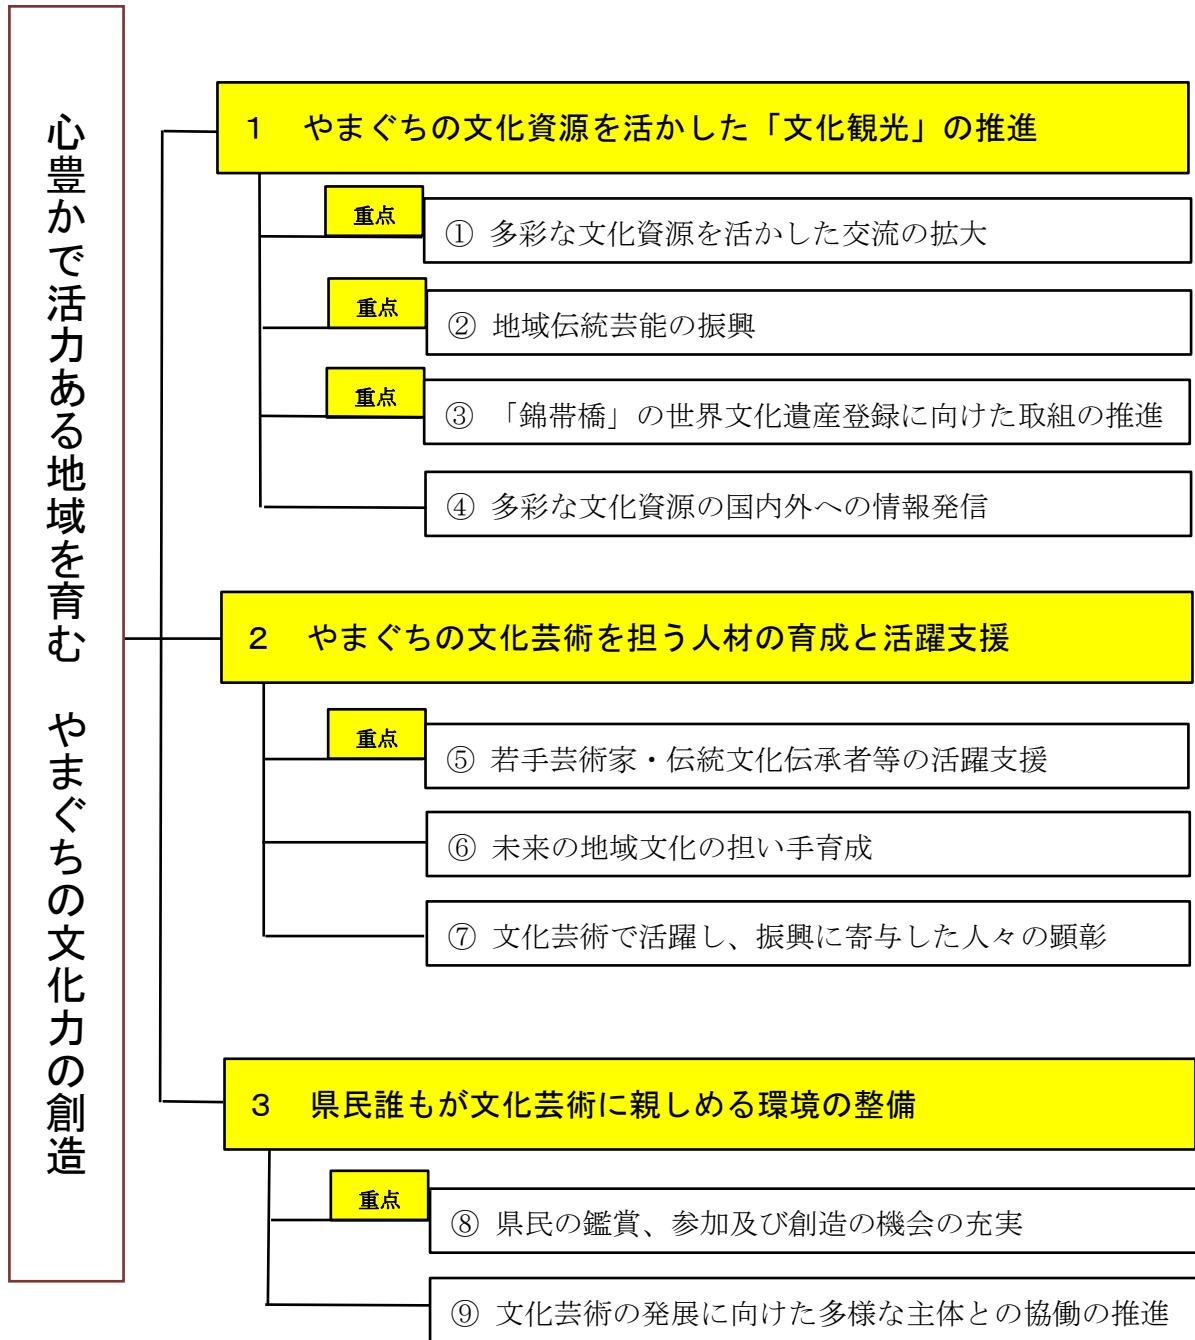 心豊かで活力ある地域を育む　やまぐちの文化力の創造
１　やまぐちの文化資源を活かした「文化観光」の推進
重点
① 多彩な文化資源を活かした交流の拡大
重点
② 地域伝統芸能の振興
重点
③ 「錦帯橋」の世界文化遺産登録に向けた取組の推進
④ 多彩な文化資源の国内外への情報発信
２　やまぐちの文化芸術を担う人材の育成と活躍支援
重点
⑤ 若手芸術家・伝統文化伝承者等の活躍支援
⑥ 未来の地域文化の担い手育成
⑦ 文化芸術で活躍し、振興に寄与した人々の顕彰
３　県民誰もが文化芸術に親しめる環境の整備
重点
⑧ 県民の鑑賞、参加及び創造の機会の充実
⑨ 文化芸術の発展に向けた多様な主体との協働の推進